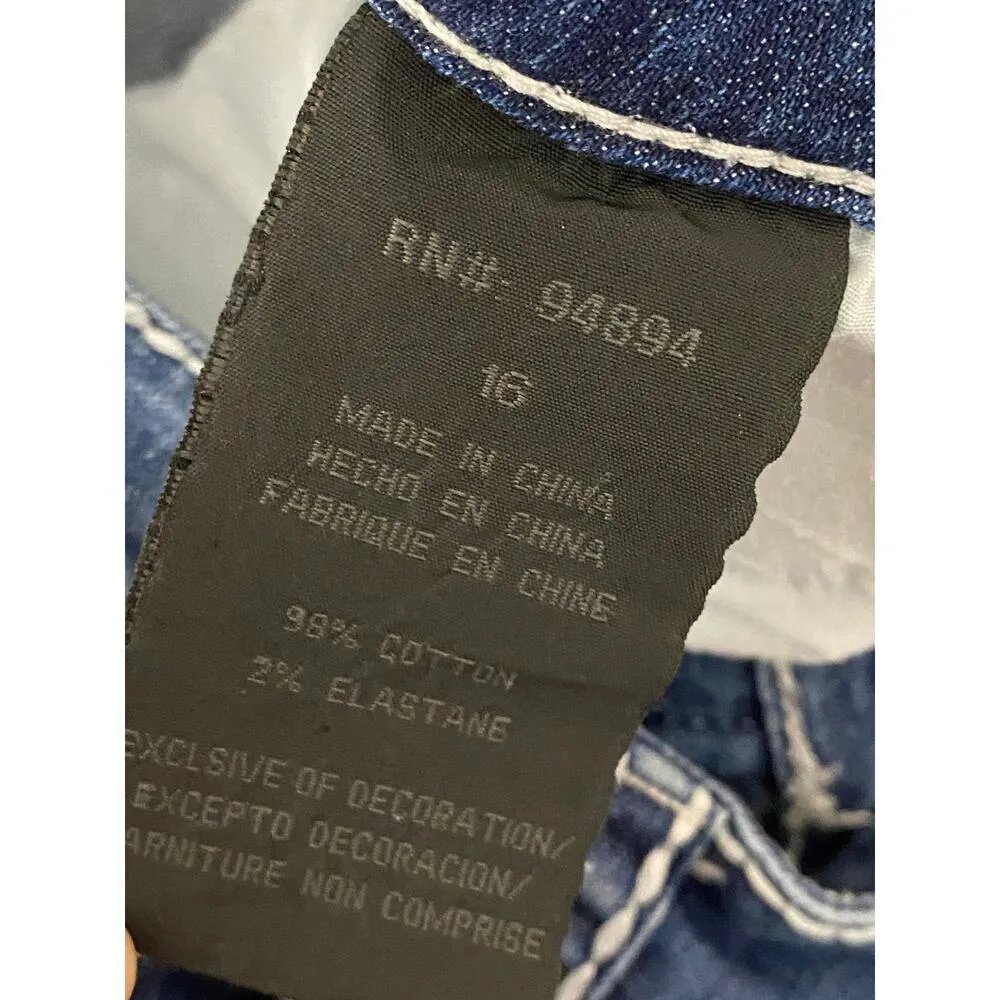 RN#: 94894
16
MADE IN CHINA
HECHO EN CHINA
FABRIQUE EN CHINE
98% COTTON
2% ELASTANE
EXCLSIVE OF DECORATION/
EXCEPTO DECORACION/
ARNITURE NON COMPRISE